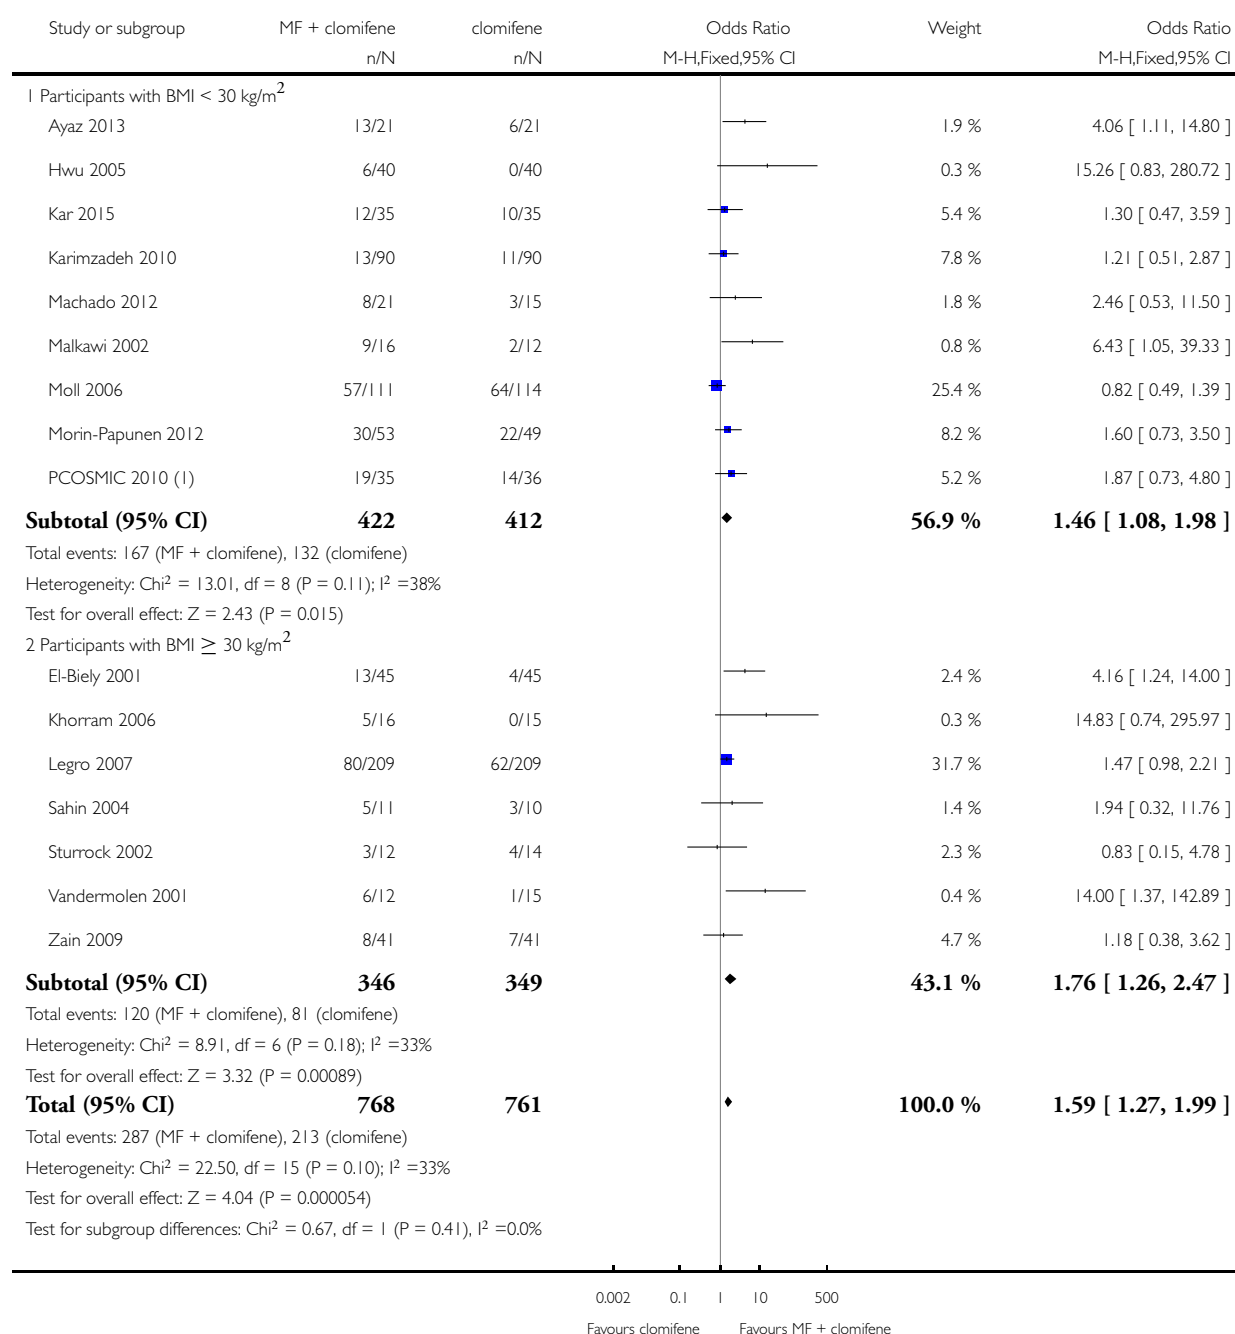 Study or subgroup MF + clomifene clomifene Odds Ratio Weight Odds Ratio
n/N n/N M-H,Fixed,95% CI M-H,Fixed,95% CI
1 Participants with BMI < 30 kg/m²
Ayaz 2013 13/21 6/21 1.9 % 4.06 [ 1.11, 14.80 ]
Hwu 2005 6/40 0/40 0.3 % 15.26 [ 0.83, 280.72 ]
Kar 2015 12/35 10/35 5.4 % 1.30 [ 0.47, 3.59 ]
Karimzadeh 2010 13/90 11/90 7.8 % 1.21 [ 0.51, 2.87 ]
Machado 2012 8/21 3/15 1.8 % 2.46 [ 0.53, 11.50 ]
Malkawi 2002 9/16 2/12 0.8 % 6.43 [ 1.05, 39.33 ]
Moll 2006 57/111 64/114 25.4 % 0.82 [ 0.49, 1.39 ]
Morin-Papunen 2012 30/53 22/49 8.2 % 1.60 [ 0.73, 3.50 ]
PCOSMIC 2010 (1) 19/35 14/36 5.2 % 1.87 [ 0.73, 4.80 ]
Subtotal (95% CI) 422 412 56.9 % 1.46 [ 1.08, 1.98 ]
Total events: 167 (MF + clomifene), 132 (clomifene)
Heterogeneity: Chi² = 13.01, df = 8 (P = 0.11); I² =38%
Test for overall effect: Z = 2.43 (P = 0.015)
2 Participants with BMI ≥ 30 kg/m²
El-Biely 2001 13/45 4/45 2.4 % 4.16 [ 1.24, 14.00 ]
Khorram 2006 5/16 0/15 0.3 % 14.83 [ 0.74, 295.97 ]
Legro 2007 80/209 62/209 31.7 % 1.47 [ 0.98, 2.21 ]
Sahin 2004 5/11 3/10 1.4 % 1.94 [ 0.32, 11.76 ]
Sturrock 2002 3/12 4/14 2.3 % 0.83 [ 0.15, 4.78 ]
Vandermolen 2001 6/12 1/15 0.4 % 14.00 [ 1.37, 142.89 ]
Zain 2009 8/41 7/41 4.7 % 1.18 [ 0.38, 3.62 ]
Subtotal (95% CI) 346 349 43.1 % 1.76 [ 1.26, 2.47 ]
Total events: 120 (MF + clomifene), 81 (clomifene)
Heterogeneity: Chi² = 8.91, df = 6 (P = 0.18); I² =33%
Test for overall effect: Z = 3.32 (P = 0.00089)
Total (95% CI) 768 761 100.0 % 1.59 [ 1.27, 1.99 ]
Total events: 287 (MF + clomifene), 213 (clomifene)
Heterogeneity: Chi² = 22.50, df = 15 (P = 0.10); I² =33%
Test for overall effect: Z = 4.04 (P = 0.000054)
Test for subgroup differences: Chi² = 0.67, df = 1 (P = 0.41), I² =0.0%
0.002 0.1 1 10 500
Favours clomifene Favours MF + clomifene